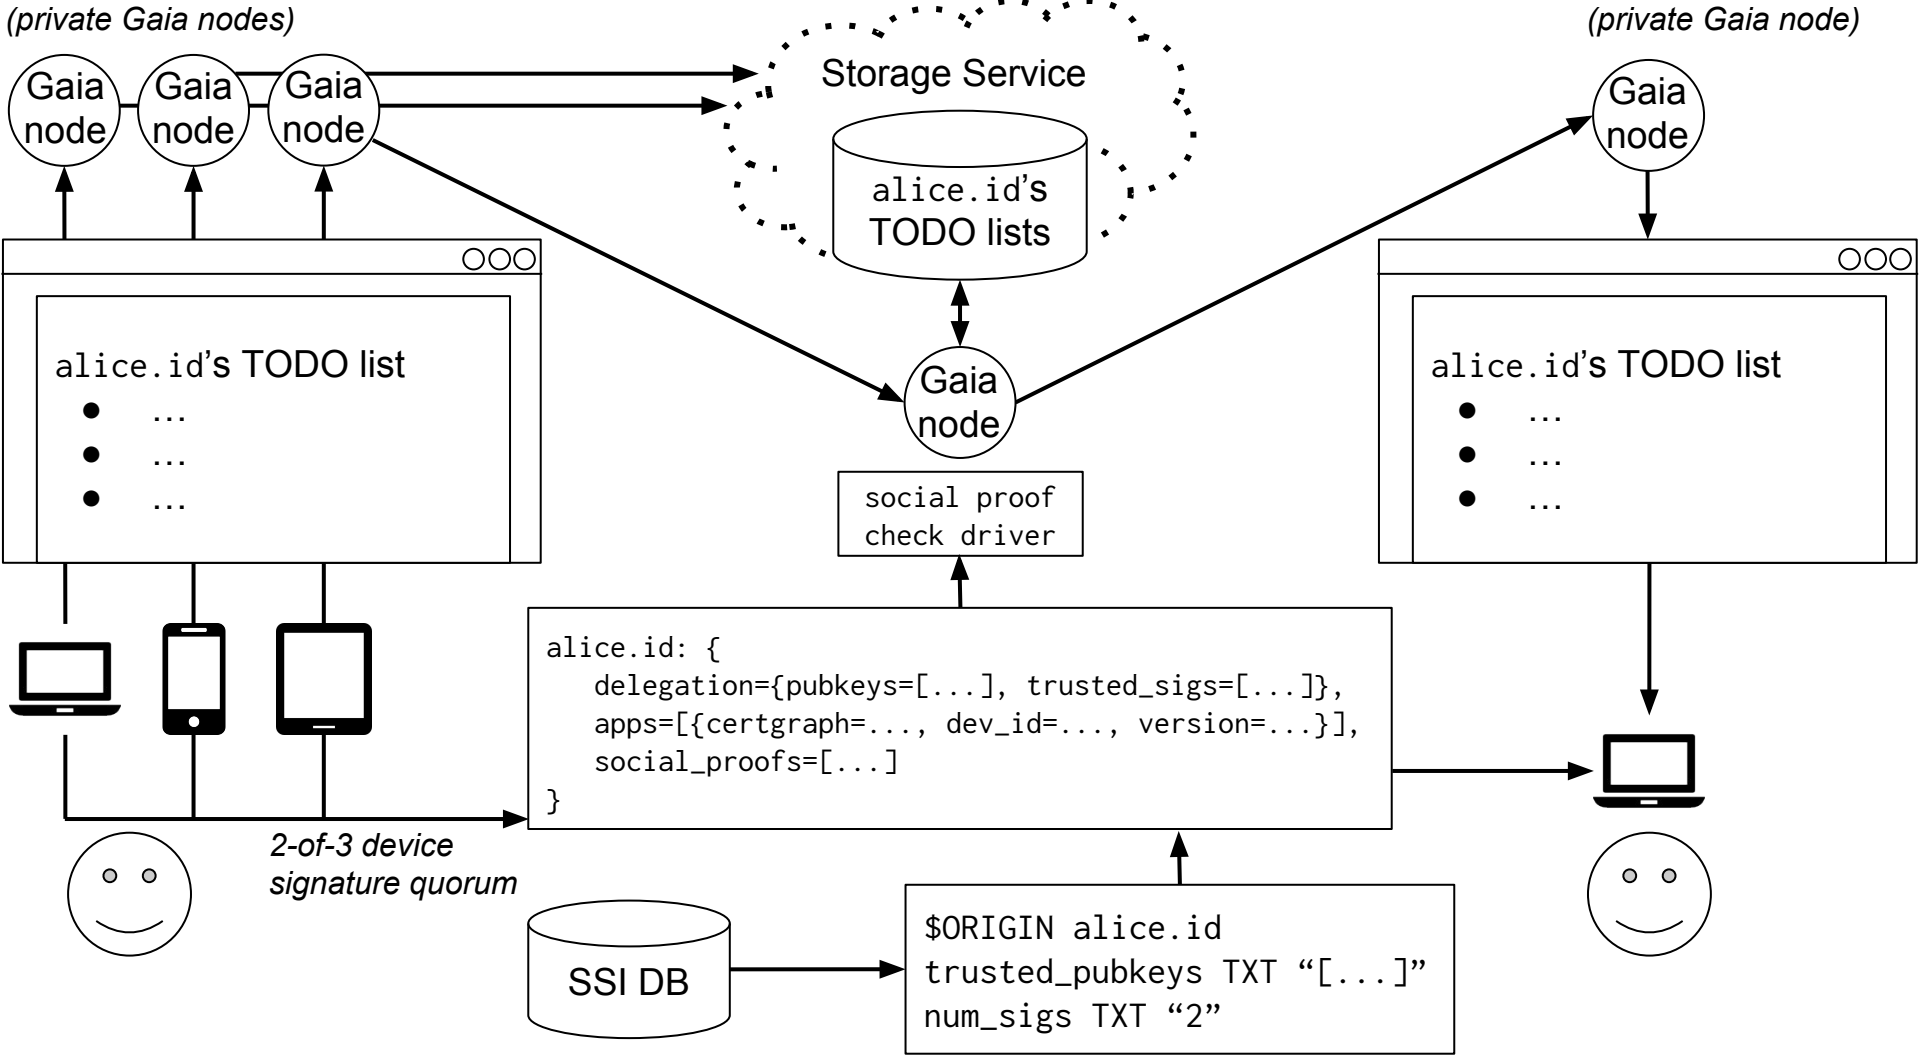 (private Gaia nodes)
(private Gaia node)
Gaia
node
Gaia
node
Gaia
node
Storage Service
alice.id’s
TODO lists
Gaia
node
alice.id’s TODO list
● ...
● ...
● ...
Gaia
node
alice.id’s TODO list
● ...
● ...
● ...
social proof
check driver
alice.id: {
delegation={pubkeys=[...], trusted_sigs=[...]},
apps=[{certgraph=..., dev_id=..., version=...}],
social_proofs=[...]
}
2-of-3 device
signature quorum
SSI DB
$ORIGIN alice.id
trusted_pubkeys TXT “[...]”
num_sigs TXT “2”